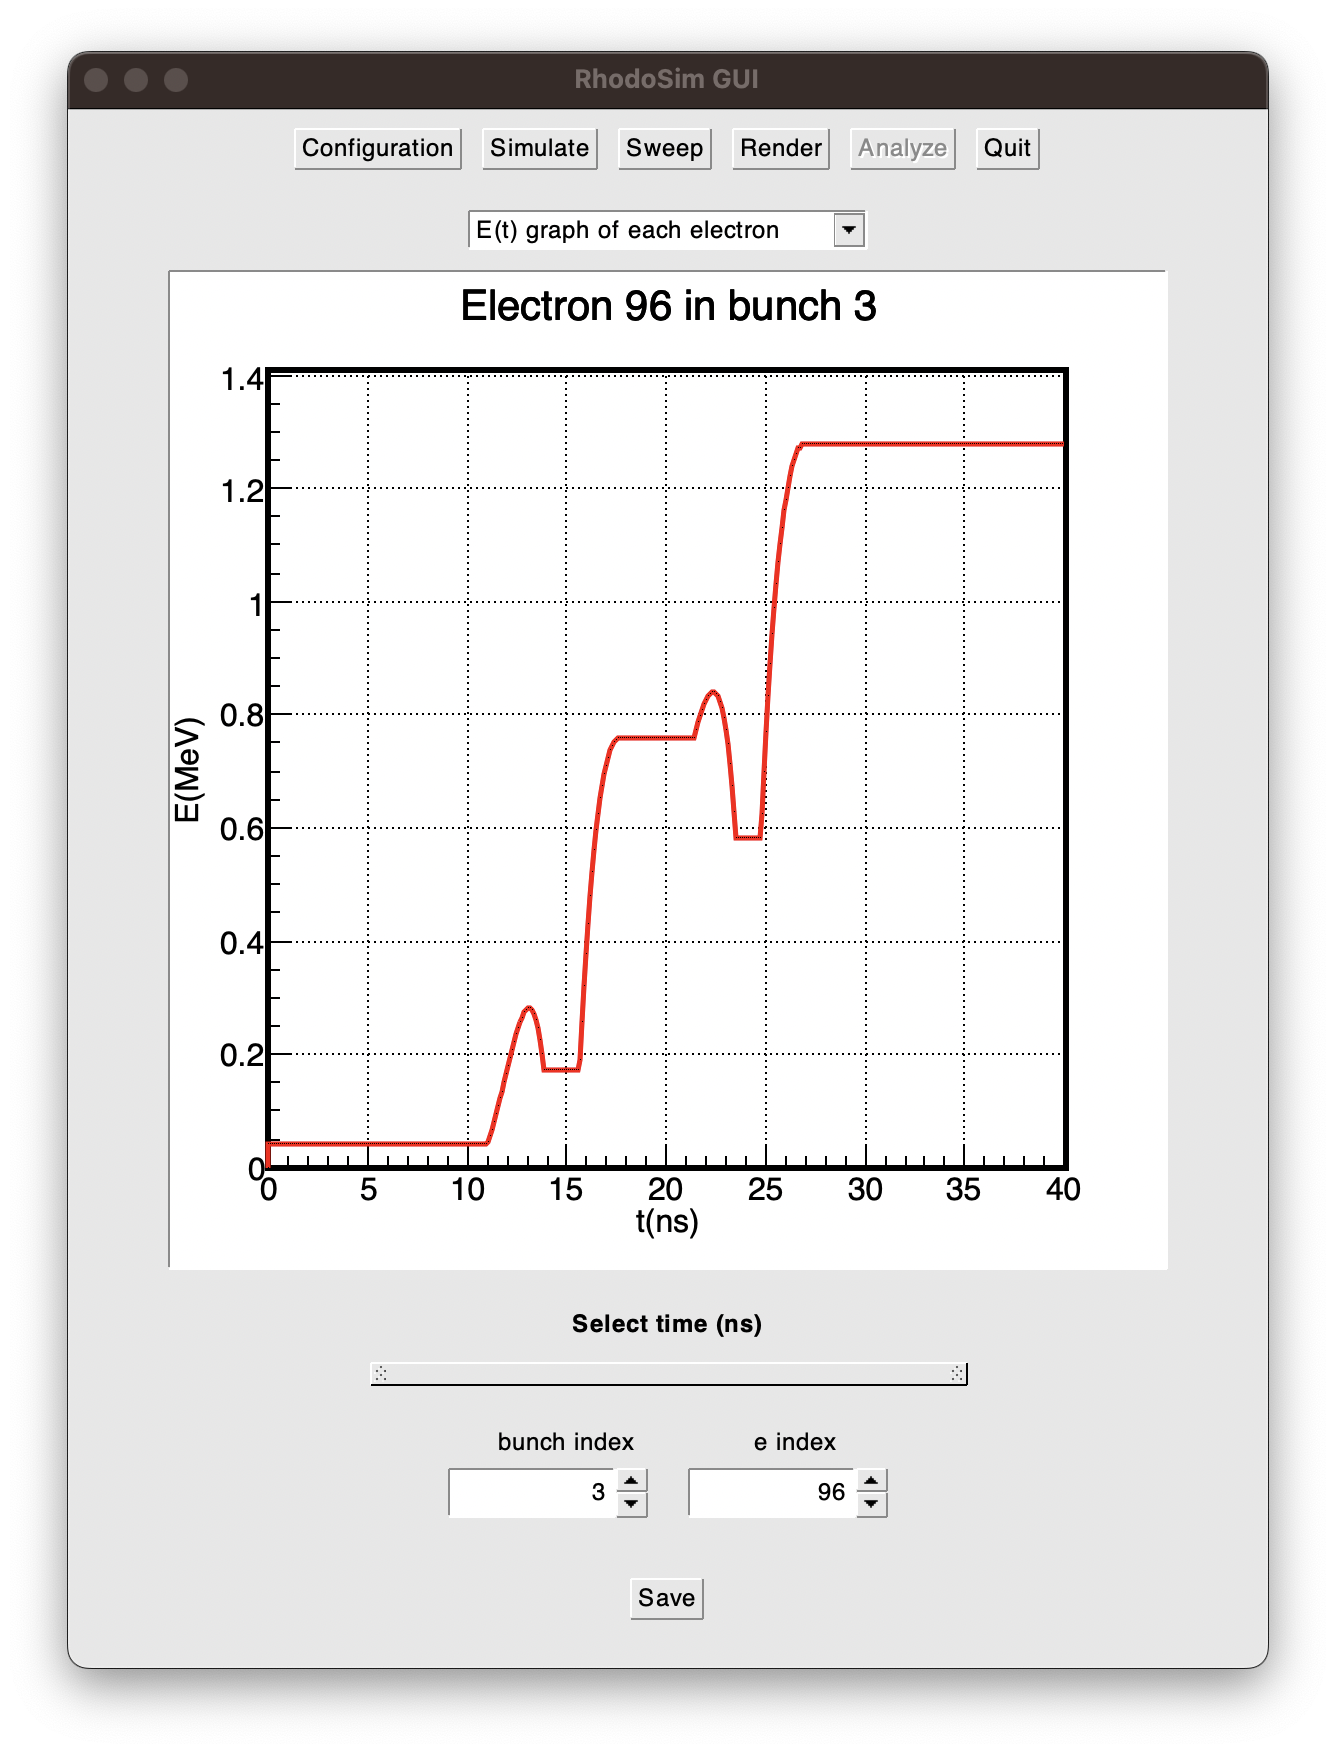 RhodoSim GUI
Configuration Simulate Sweep Render Analyze Quit
E(t) graph of each electron
Electron 96 in bunch 3
1.4
1.2
1
0.8
0.6
0.4
0.2
0
E(MeV)
0 5 10 15 20 25 30 35 40
t(ns)
Select time (ns)
bunch index e index
3 96
Save